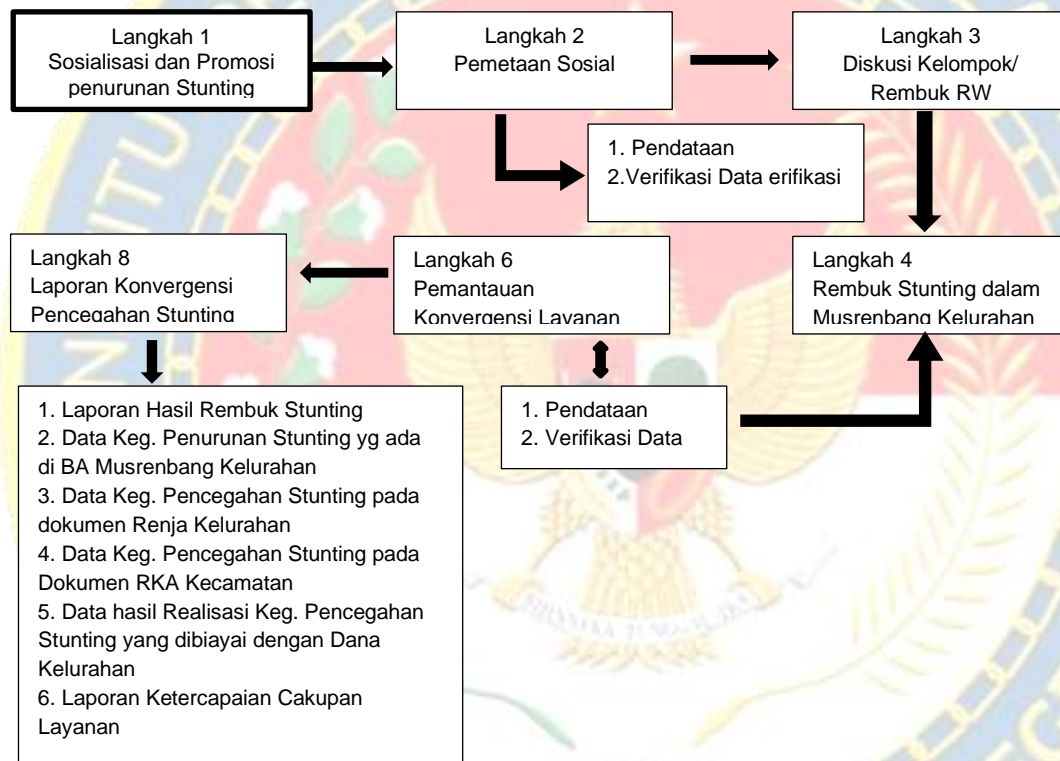 Langkah 1
Sosialisasi dan Promosi
penurunan Stunting
Langkah 2
Pemetaan Sosial
Langkah 3
Diskusi Kelompok/
Rembuk RW
1. Pendataan
2.Verifikasi Data erifikasi
Langkah 8
Laporan Konvergensi
Pencegahan Stunting
Langkah 6
Pemantauan
Konvergensi Layanan
Langkah 4
Rembuk Stunting dalam
Musrenbang Kelurahan
1. Laporan Hasil Rembuk Stunting
2. Data Keg. Penurunan Stunting yg ada
di BA Musrenbang Kelurahan
3. Data Keg. Pencegahan Stunting pada
dokumen Renja Kelurahan
4. Data Keg. Pencegahan Stunting pada
Dokumen RKA Kecamatan
5. Data hasil Realisasi Keg. Pencegahan
Stunting yang dibiayai dengan Dana
Kelurahan
6. Laporan Ketercapaian Cakupan
Layanan
1. Pendataan
2. Verifikasi Data